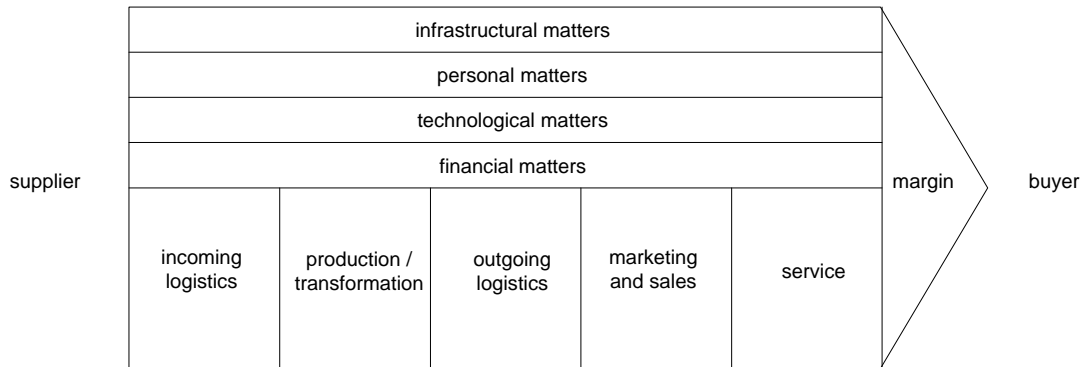 infrastructural matters
personal matters
technological matters
financial matters
supplier
margin
buyer
incoming
logistics
production /
transformation
outgoing
logistics
marketing
and sales
service